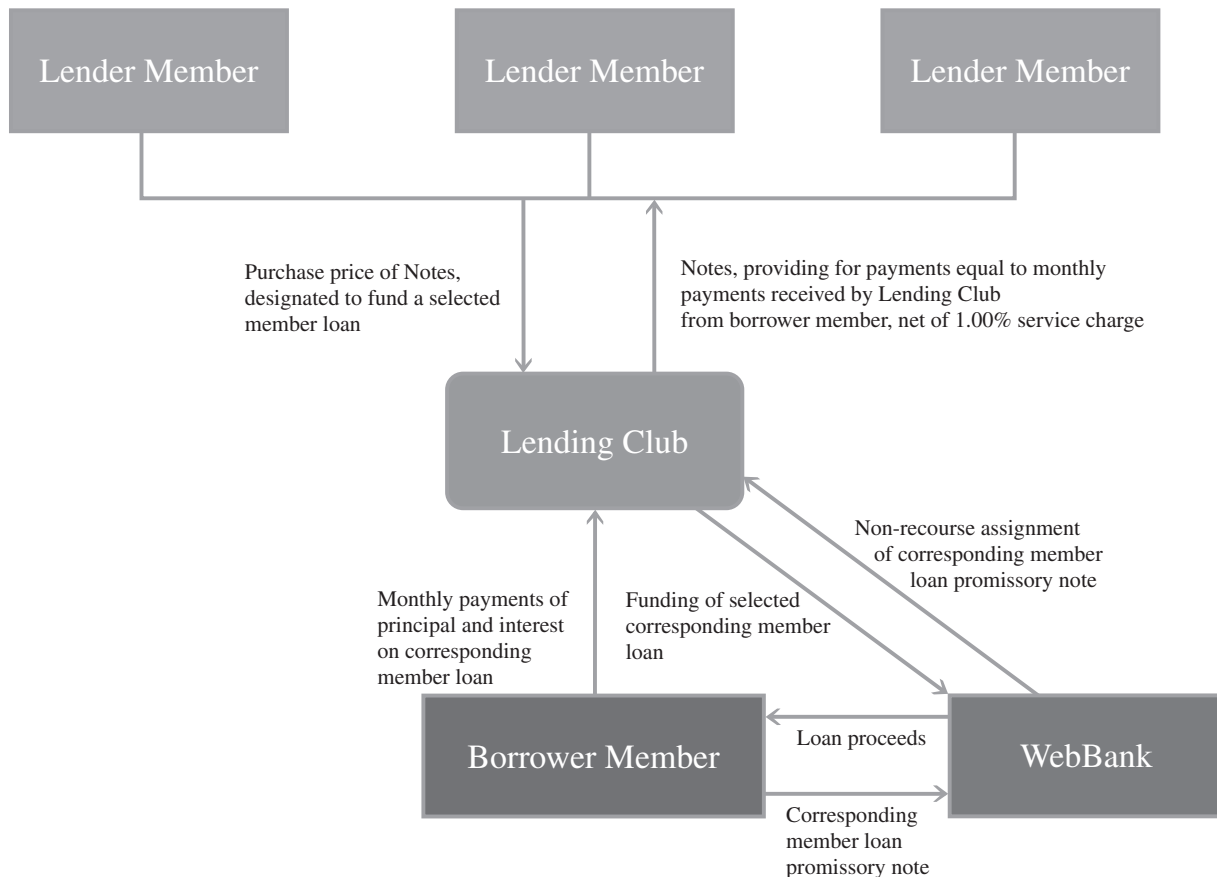 Lender Member
Lender Member
Lender Member
Purchase price of Notes,
designated to fund a selected
member loan
Notes, providing for payments equal to monthly
payments received by Lending Club
from borrower member, net of 1.00% service charge
Lending Club
Non-recourse assignment
of corresponding member
loan promissory note
Monthly payments of
principal and interest
on corresponding
member loan
Funding of selected
corresponding member
loan
Borrower Member
Loan proceeds
WebBank
Corresponding
member loan
promissory note